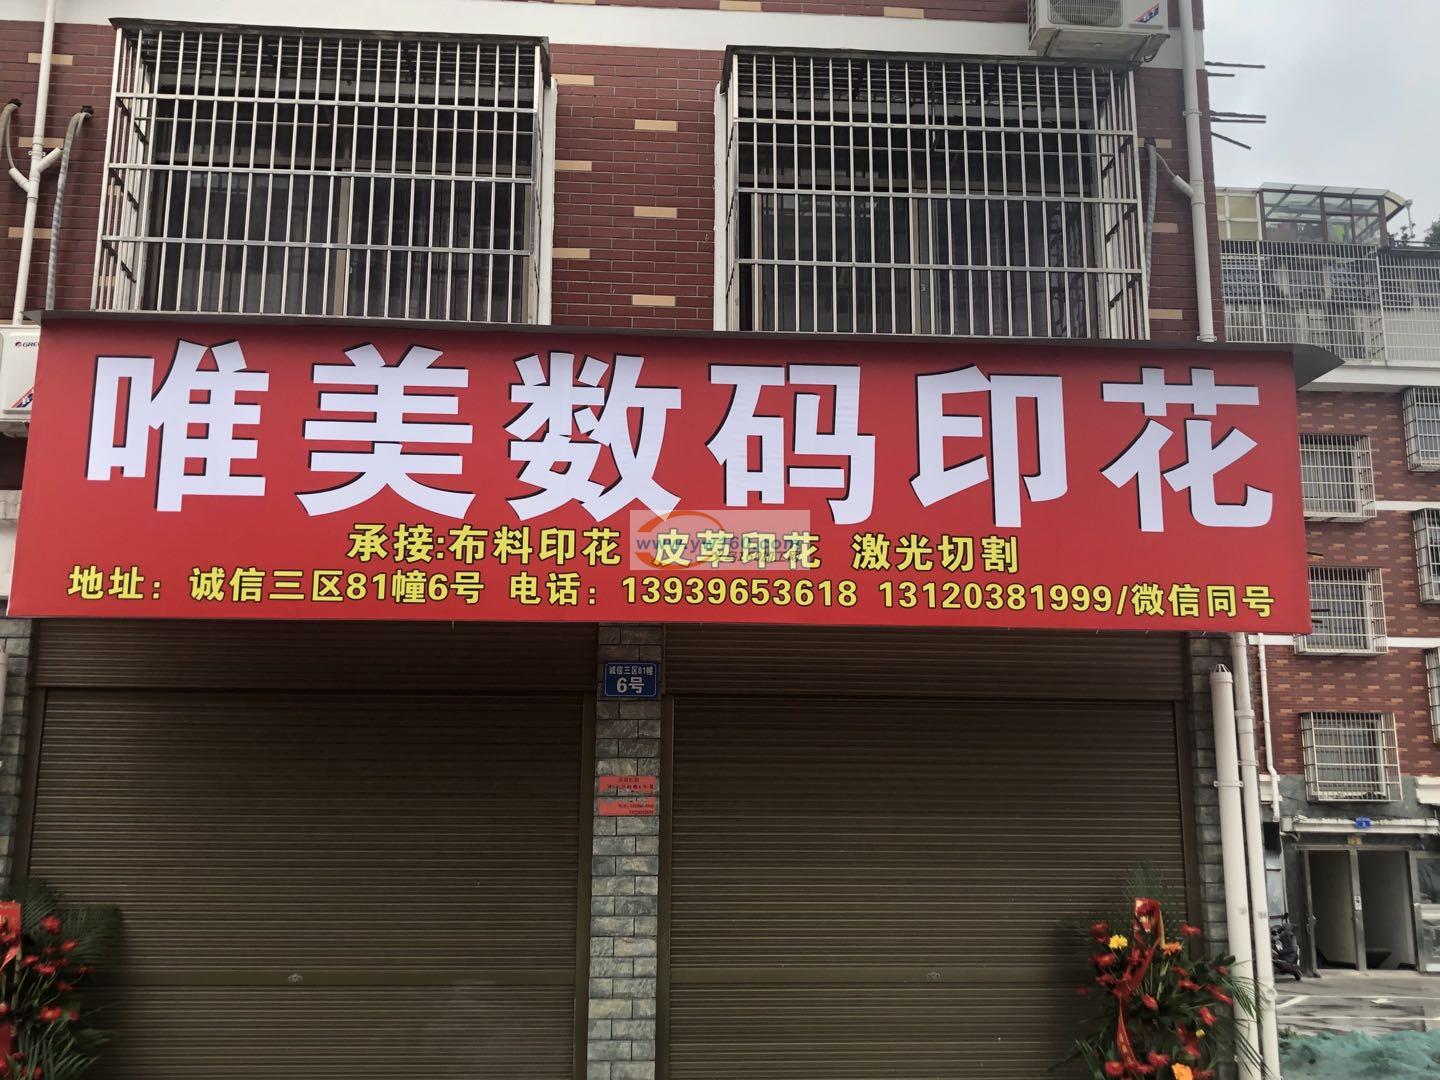 唯美数码印花
承接:布料印花 皮革印花 激光切割
地址：诚信三区81幢6号 电话：13939653618 13120381999/微信同号
诚信三区81幢
6号
GREE